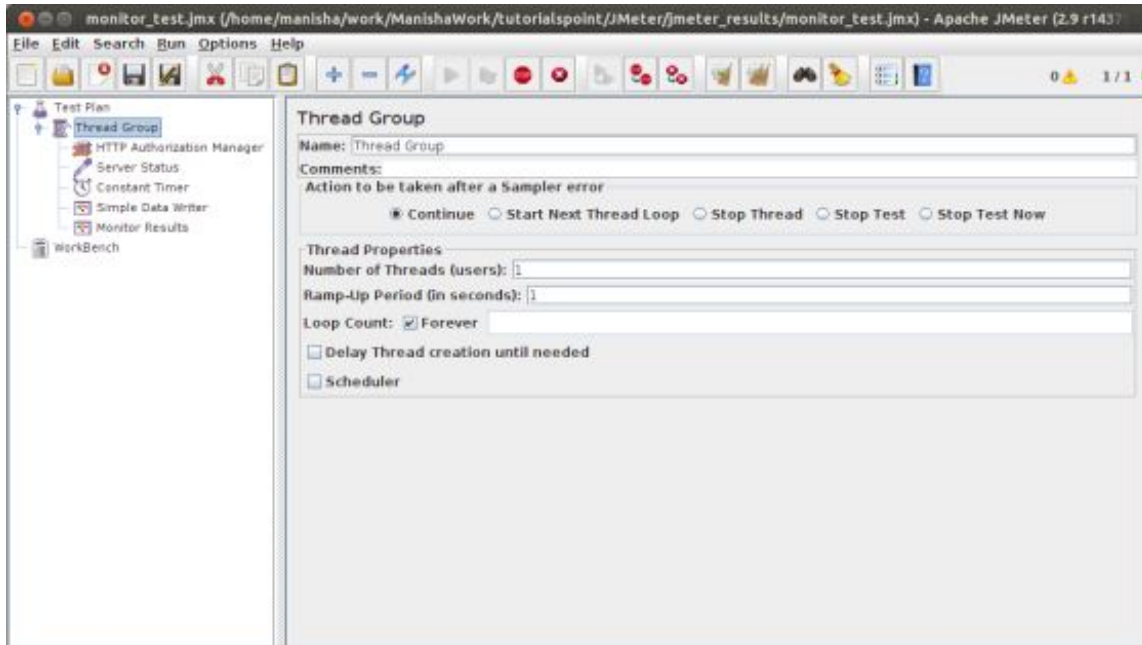 monitor_test.jmx (/home/manisha/work/ManishaWork/tutorialspoint/JMeter/jmeter_results/monitor_test.jmx) - Apache JMeter (2.9 r1437
File Edit Search Run Options Help
0 1/1
Test Plan
Thread Group
HTTP Authorization Manager
Server Status
Constant Timer
Simple Data Writer
Monitor Results
WorkBench
Thread Group
Name: Thread Group
Comments:
Action to be taken after a Sampler error
Continue Start Next Thread Loop Stop Thread Stop Test Stop Test Now
Thread Properties
Number of Threads (users): 1
Ramp-Up Period (in seconds): 1
Loop Count: Forever
Delay Thread creation until needed
Scheduler